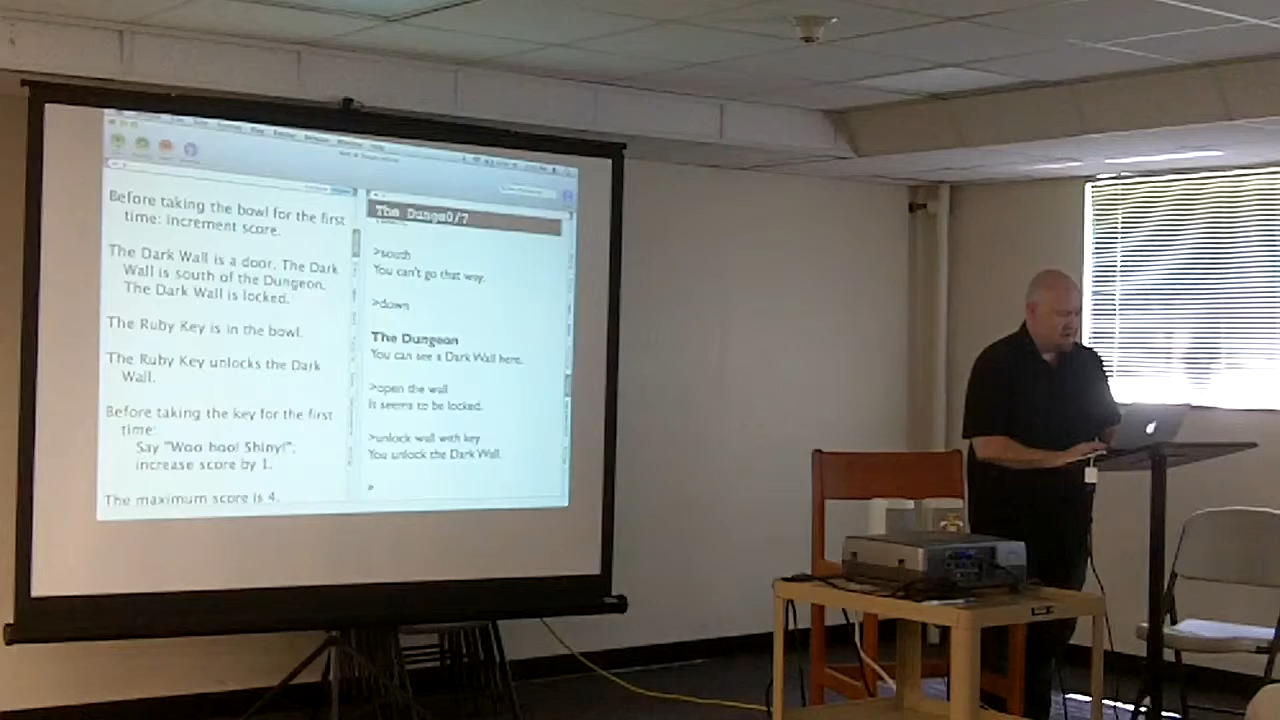 Before taking the bowl for the first
time: increment score.
The Dark Wall is a door. The Dark
Wall is south of the Dungeon.
The Dark Wall is locked.
The Ruby Key is in the bowl.
The Ruby Key unlocks the Dark
Wall.
Before taking the key for the first
time:
Say "Woo hoo! Shiny!".
increase score by 1.
The maximum score is 4.
The Dunge0/7
>south
You can't go that way.
>down
The Dungeon
You can see a Dark Wall here.
>open the wall
It seems to be locked.
>unlock wall with key
You unlock the Dark Wall.
>